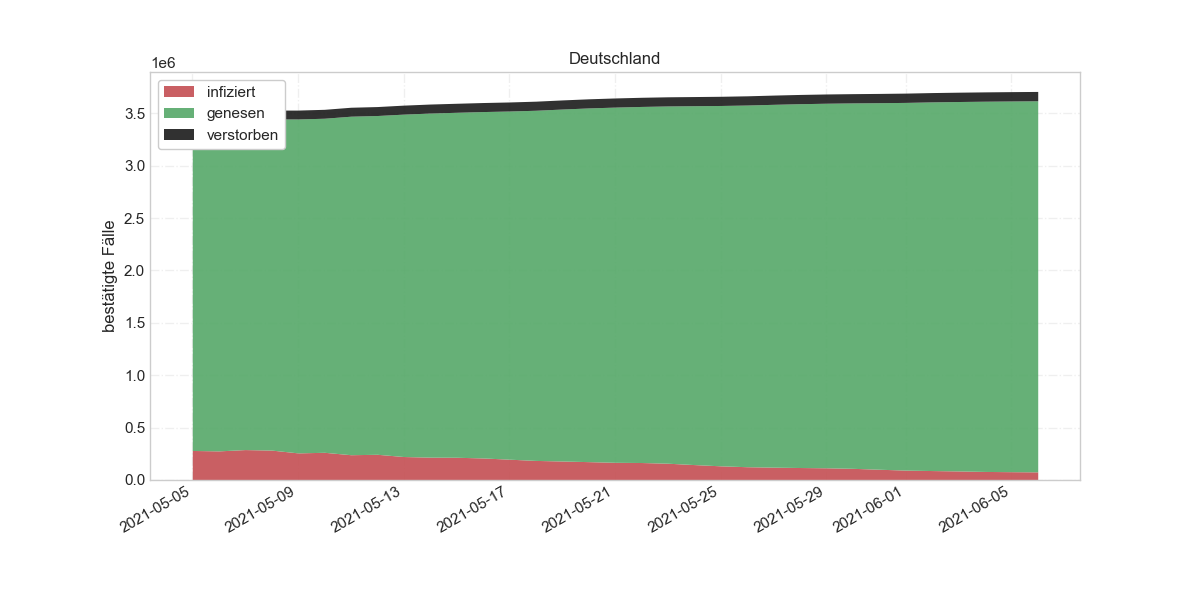 Deutschland
1e6
infiziert
genesen
verstorben
bestätigte Fälle
3.5
3.0
2.5
2.0
1.5
1.0
0.5
0.0
2021-05-05
2021-05-09
2021-05-13
2021-05-17
2021-05-21
2021-05-25
2021-05-29
2021-06-01
2021-06-05